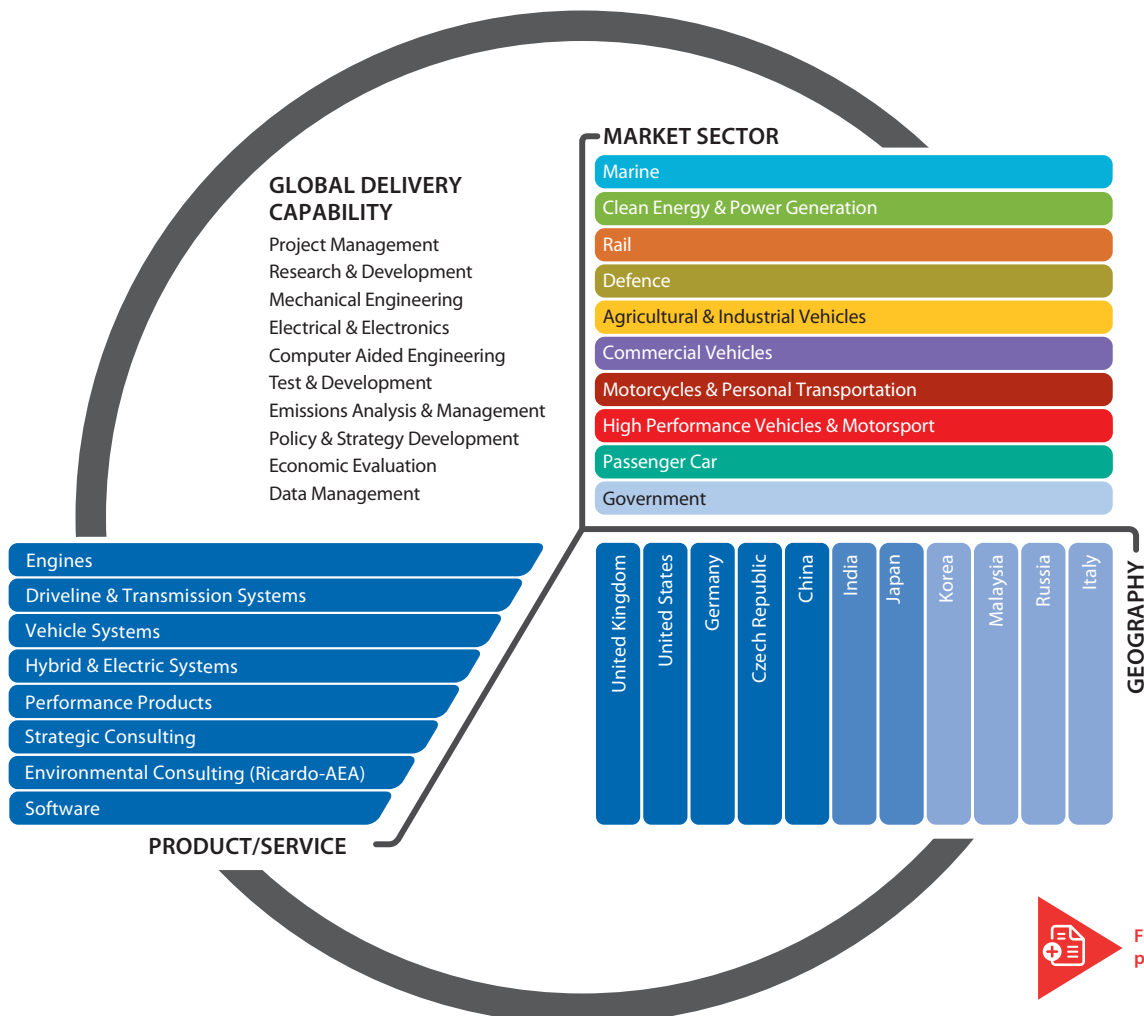 MARKET SECTOR
Marine
Clean Energy & Power Generation
Rail
Defence
Agricultural & Industrial Vehicles
Commercial Vehicles
Motorcycles & Personal Transportation
High Performance Vehicles & Motorsport
Passenger Car
Government
GLOBAL DELIVERY
CAPABILITY
Project Management
Research & Development
Mechanical Engineering
Electrical & Electronics
Computer Aided Engineering
Test & Development
Emissions Analysis & Management
Policy & Strategy Development
Economic Evaluation
Data Management
Engines
Driveline & Transmission Systems
Vehicle Systems
Hybrid & Electric Systems
Performance Products
Strategic Consulting
Environmental Consulting (Ricardo-AEA)
Software
PRODUCT/SERVICE
United Kingdom
United States
Germany
Czech Republic
China
India
Japan
Korea
Malaysia
Russia
Italy
GEOGRAPHY
F
p